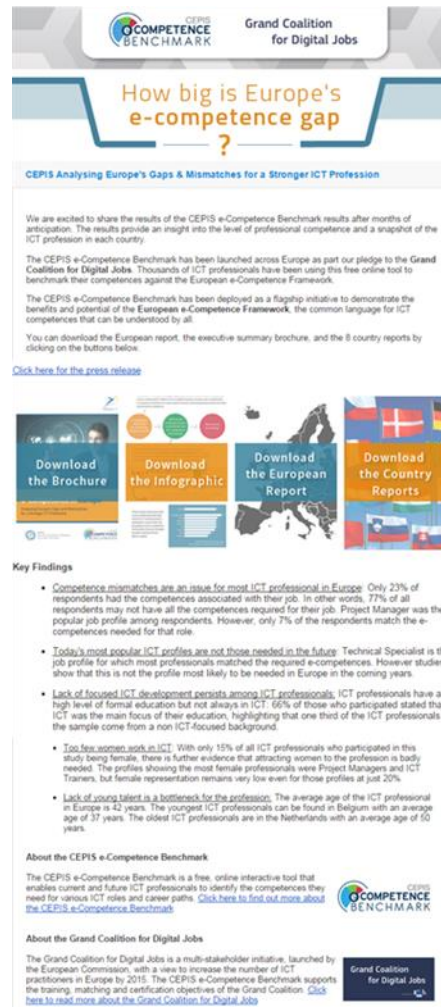 CEPIS
COMPETENCE
BENCHMARK
Grand Coalition
for Digital Jobs
How big is Europe's
e-competence gap
?
CEPIS Analysing Europe's Gaps & Mismatches for a Stronger ICT Profession
We are excited to share the results of the CEPIS e-Competence Benchmark results after months of
anticipation. The results provide an insight into the level of professional competence and a snapshot of the
ICT profession in each country.
The CEPIS e-Competence Benchmark has been launched across Europe as part our pledge to the Grand
Coalition for Digital Jobs. Thousands of ICT professionals have been using this free online tool to
benchmark their competences against the European e-Competence Framework.
The CEPIS e-Competence Benchmark has been deployed as a flagship initiative to demonstrate the
benefits and potential of the European e-Competence Framework, the common language for ICT
competences that can be understood by all.
You can download the European report, the executive summary brochure, and the 8 country reports by
clicking on the buttons below.
Click here for the press release
Download
the Brochure
Download
the Infographic
Download
the European
Report
Download
the Country
Reports
Key Findings
• Competence mismatches are an issue for most ICT professional in Europe: Only 23% of
respondents had the competences associated with their job. In other words, 77% of all
respondents may not have all the competences required for their job. Project Manager was the
popular job profile among respondents. However, only 7% of the respondents match the e-
competences needed for that role.
• Today's most popular ICT profiles are not those needed in the future: Technical Specialist is th
job profile for which most professionals matched the required e-competences. However studies
show that this is not the profile most likely to be needed in Europe in the coming years.
• Lack of focused ICT development persists among ICT professionals: ICT professionals have a
high level of formal education but not always in ICT: 66% of those who participated stated tha
ICT was the main focus of their education, highlighting that one third of the ICT professionals
the sample come from a non ICT-focused background.
• Too few women work in ICT: With only 15% of all ICT professionals who participated in this
study being female, there is further evidence that attracting women to the profession is badly
needed. The profiles showing the most female professionals were Project Managers and ICT
Trainers, but female representation remains very low even for those profiles at just 20%.
• Lack of young talent is a bottleneck for the profession: The average age of the ICT professional
in Europe is 42 years. The youngest ICT professionals can be found in Belgium with an average
age of 37 years. The oldest ICT professionals are in the Netherlands with an average age of 50
years.
About the CEPIS e-Competence Benchmark
The CEPIS e-Competence Benchmark is a free, online interactive tool that
enables current and future ICT professionals to identify the competences they
need for various ICT roles and career paths. Click here to find out more about
the CEPIS e-Competence Benchmark
CEPIS
COMPETENCE
BENCHMARK
About the Grand Coalition for Digital Jobs
The Grand Coalition for Digital Jobs is a multi-stakeholder initiative, launched by
the European Commission, with a view to increase the number of ICT
practitioners in Europe by 2015. The CEPIS e-Competence Benchmark supports
the training, matching and certification objectives of the Grand Coalition. Click
here to read more about the Grand Coalition for Digital Jobs
Grand Coalition
for Digital Jobs